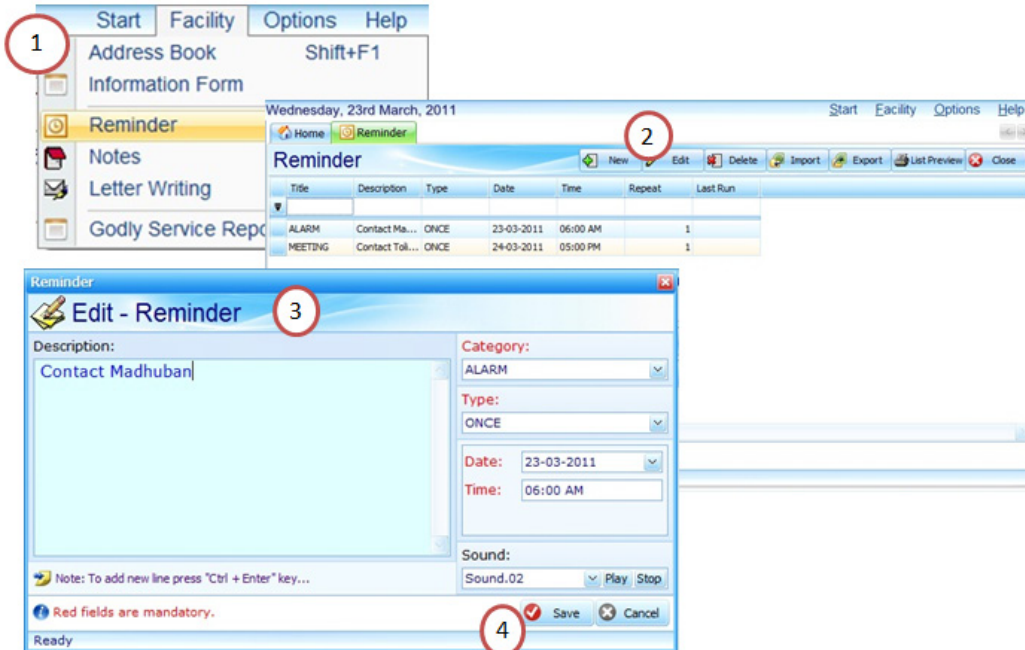 Start Facility Options Help
1
Address Book Shift+F1
Information Form
Reminder
Notes
Letter Writing
Godly Service Repo
Wednesday, 23rd March, 2011 Start Facility Options Help
Home Reminder
2
Reminder New Edit Delete Import Export List Preview Close
Title Description Type Date Time Repeat Last Run
ALARM Contact Ma... ONCE 23-03-2011 06:00 AM 1
MEETING Contact Toli... ONCE 24-03-2011 05:00 PM 1
Reminder
Edit - Reminder 3
Description: Category:
Contact Madhuban ALARM
Type:
ONCE
Date: 23-03-2011
Time: 06:00 AM
Sound:
Note: To add new line press "Ctrl + Enter" key... Sound.02 Play Stop
Red fields are mandatory. Save Cancel
4
Ready